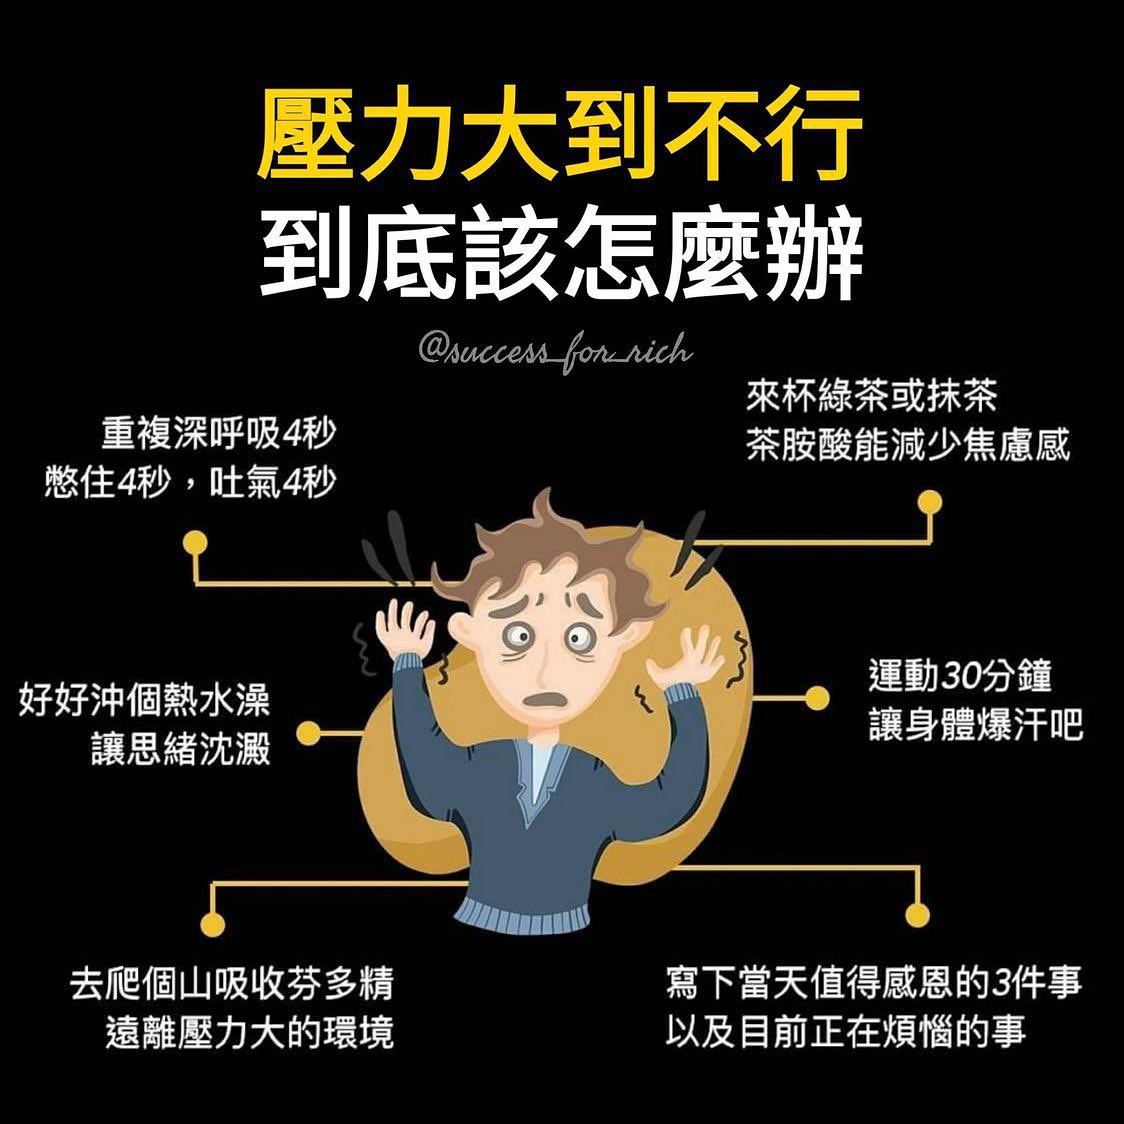 壓力大到不行
到底該怎麼辦
@success_for_rich
重複深呼吸4秒
憋住4秒，吐氣4秒
來杯綠茶或抹茶
茶胺酸能減少焦慮感
好好沖個熱水澡
讓思緒沈澱
運動30分鐘
讓身體爆汗吧
去爬個山吸收芬多精
遠離壓力大的環境
寫下當天值得感恩的3件事
以及目前正在煩惱的事